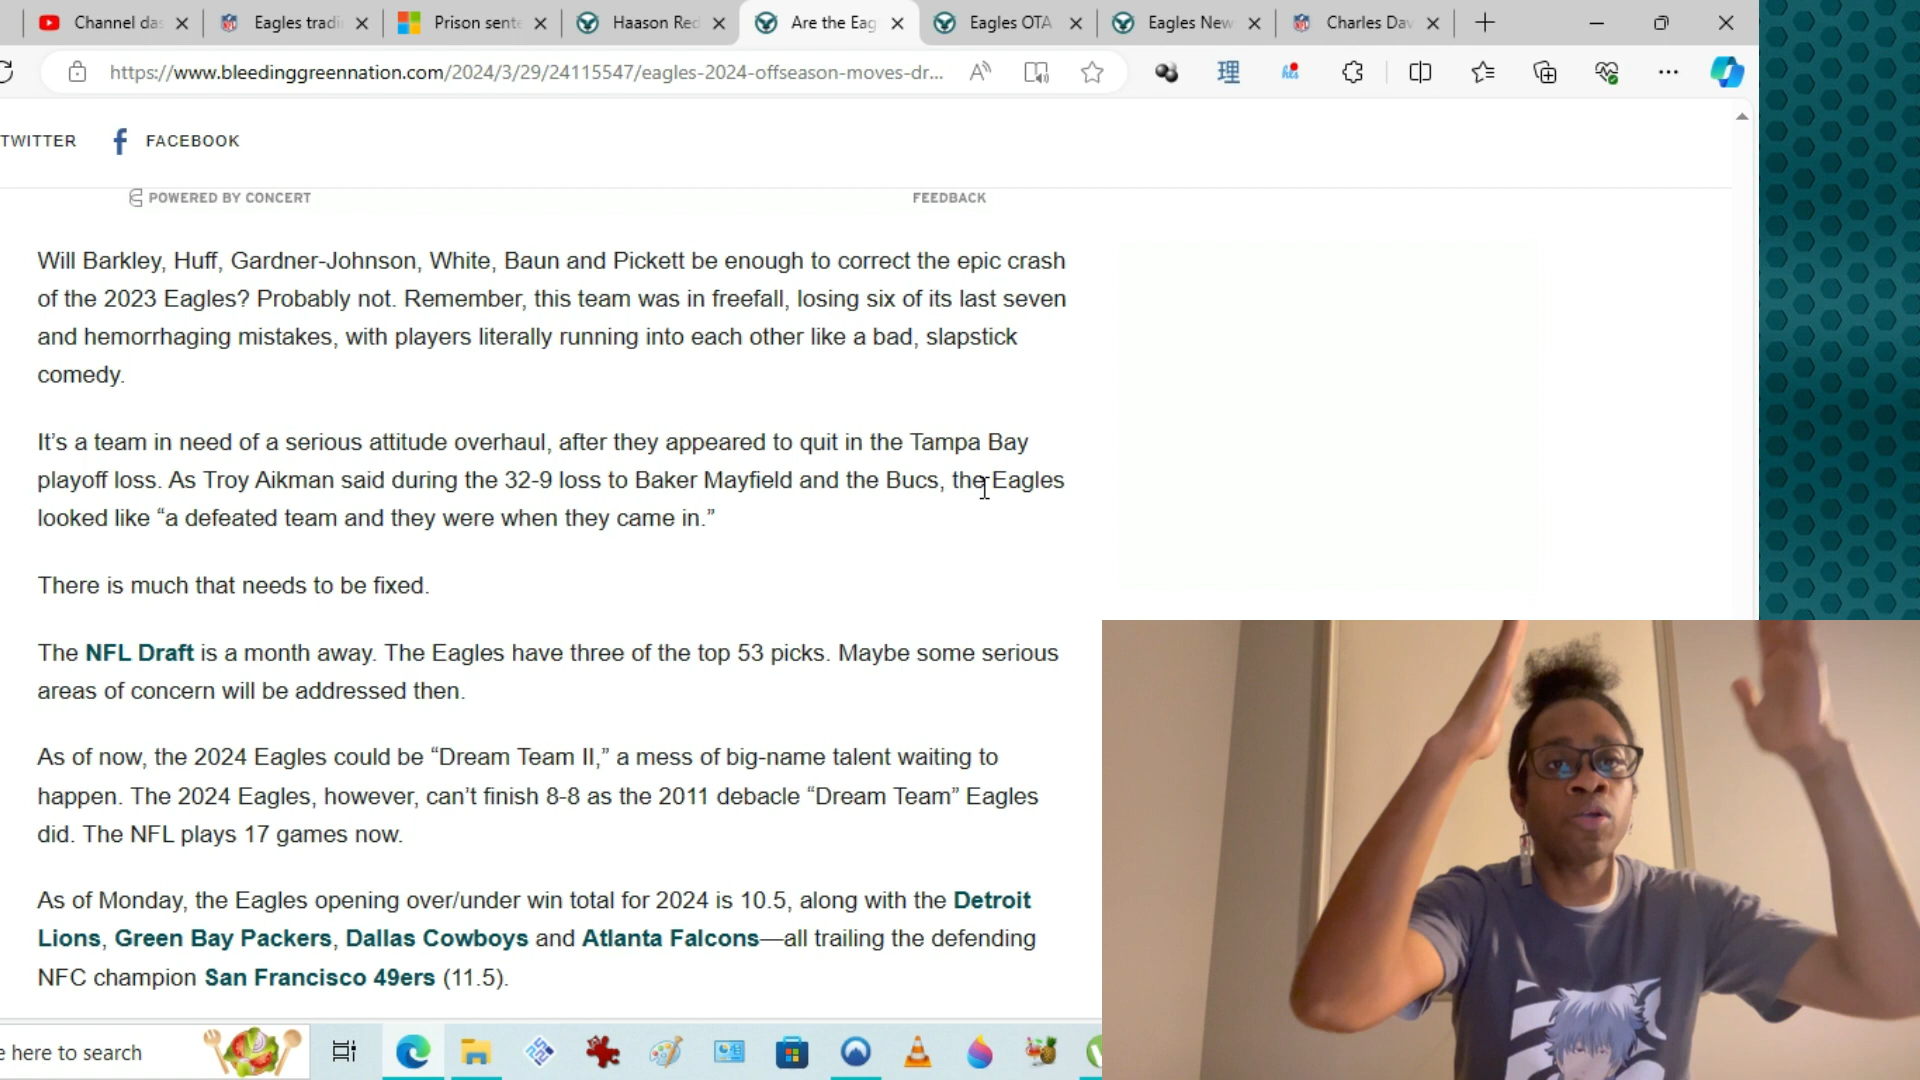 Channel da
Eagles tradi
Prison sent
Haason Red
Are the Eag
Eagles OTA
Eagles New
Charles Dav
https://www.bleedinggreennation.com/2024/3/29/24115547/eagles-2024-offseason-moves-dr...
理
TWITTER
FACEBOOK
POWERED BY CONCERT
FEEDBACK
Will Barkley, Huff, Gardner-Johnson, White, Baun and Pickett be enough to correct the epic crash
of the 2023 Eagles? Probably not. Remember, this team was in freefall, losing six of its last seven
and hemorrhaging mistakes, with players literally running into each other like a bad, slapstick
comedy.
It’s a team in need of a serious attitude overhaul, after they appeared to quit in the Tampa Bay
playoff loss. As Troy Aikman said during the 32-9 loss to Baker Mayfield and the Bucs, the Eagles
looked like “a defeated team and they were when they came in.”
There is much that needs to be fixed.
The NFL Draft is a month away. The Eagles have three of the top 53 picks. Maybe some serious
areas of concern will be addressed then.
As of now, the 2024 Eagles could be “Dream Team II,” a mess of big-name talent waiting to
happen. The 2024 Eagles, however, can’t finish 8-8 as the 2011 debacle “Dream Team” Eagles
did. The NFL plays 17 games now.
As of Monday, the Eagles opening over/under win total for 2024 is 10.5, along with the Detroit
Lions, Green Bay Packers, Dallas Cowboys and Atlanta Falcons—all trailing the defending
NFC champion San Francisco 49ers (11.5).
e here to search